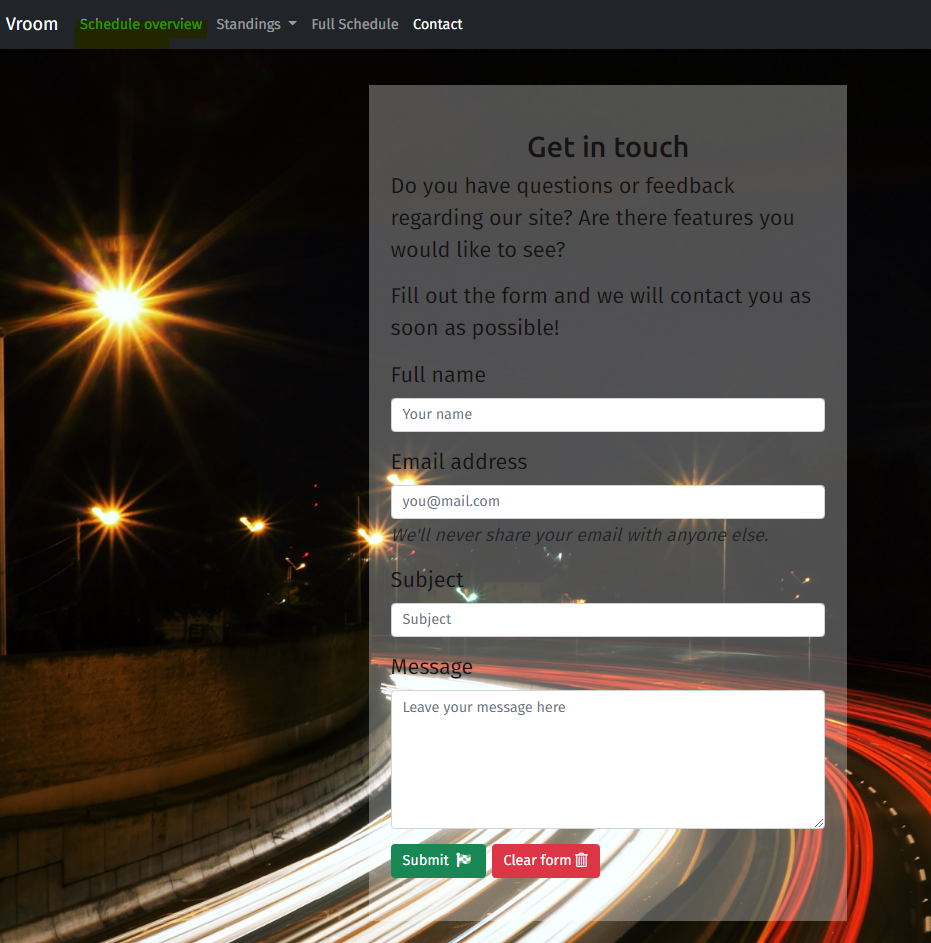 Vroom Schedule overview Standings Full Schedule Contact
Get in touch
Do you have questions or feedback
regarding our site? Are there features you
would like to see?
Fill out the form and we will contact you as
soon as possible!
Full name
Your name
Email address
you@mail.com
We'll never share your email with anyone else.
Subject
Subject
Message
Leave your message here
Submit Clear form